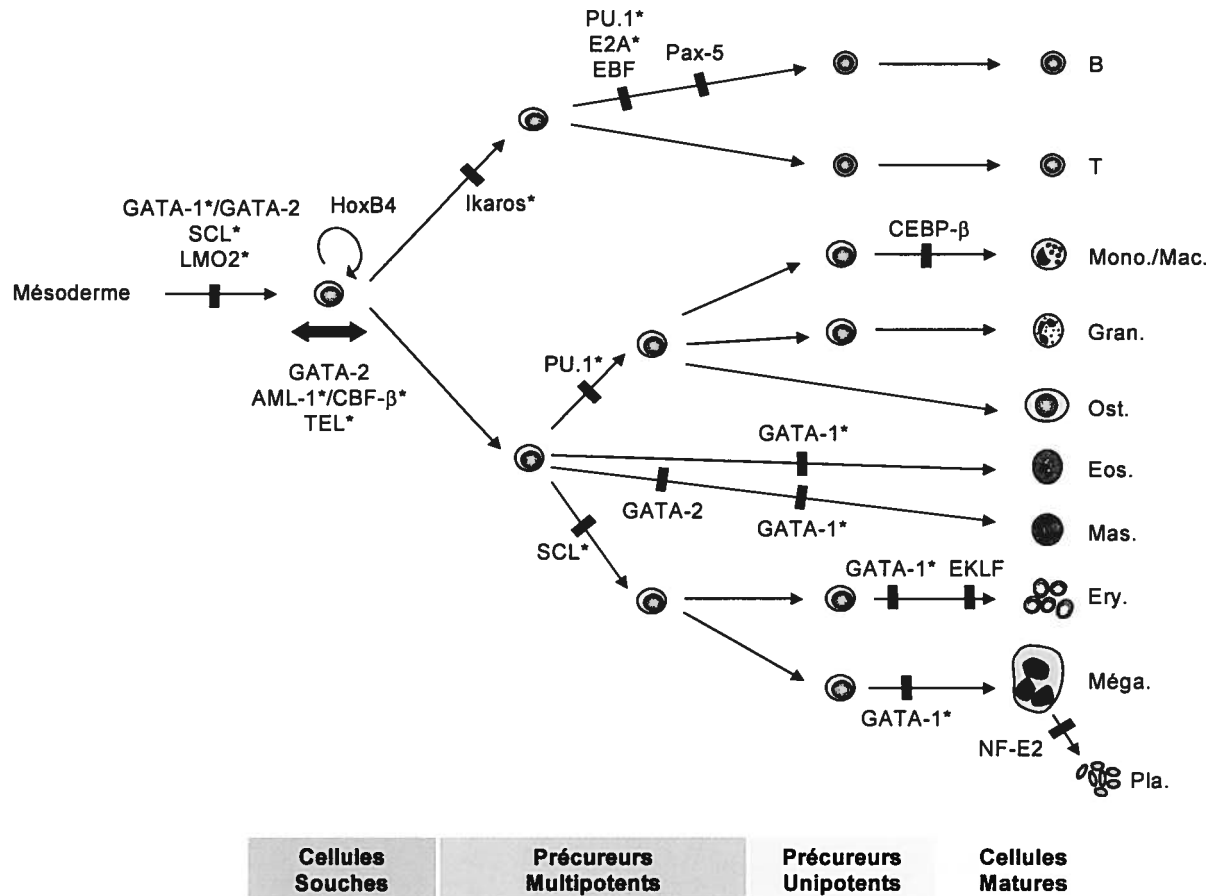 PU.1*
E2A*
EBF
Pax-5
B
T
Ikaros*
GATA-1*/GATA-2
SCL*
LMO2*
HoxB4
Mésoderme
GATA-2
AML-1*/CBF-β*
TEL*
CEBP-β
Mono./Mac.
Gran.
PU.1*
Ost.
GATA-1*
Eos.
GATA-2
GATA-1*
Mas.
SCL*
GATA-1*
EKLF
Ery.
Méga.
GATA-1*
NF-E2
Pla.
Cellules
Souches
Précureurs
Multipotents
Précureurs
Unipotents
Cellules
Matures